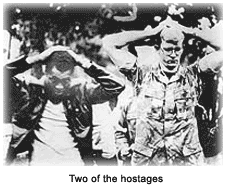 Two of the hostages